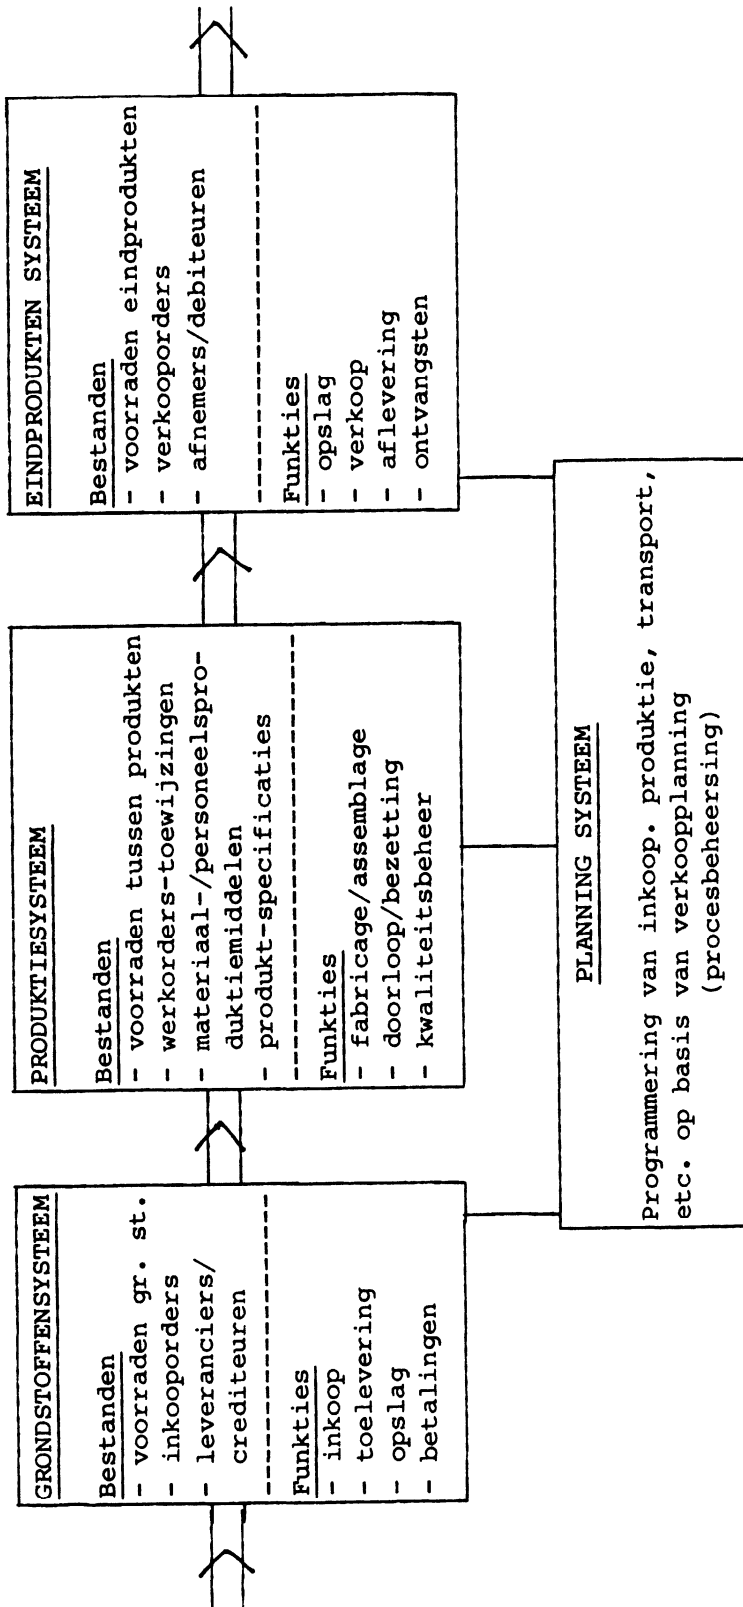 GRONDSTOFFENSYSTEEM
Bestanden
- voorraden gr. st.
- inkooporders
- leveranciers/
crediteuren
Funkties
- inkoop
- toelevering
- opslag
- betalingen
PRODUKTIESYSTEEM
Bestanden
- voorraden tussen produkten
- werkorders-toewijzingen
- materiaal-/personeelspro-
duktiemiddelen
- produkt-specificaties
Funkties
- fabricage/assemblage
- doorloop/bezetting
- kwaliteitsbeheer
EINDPRODUKTEN SYSTEEM
Bestanden
- voorraden eindprodukten
- verkooporders
- afnemers/debiteuren
Funkties
- opslag
- verkoop
- aflevering
- ontvangsten
PLANNING SYSTEEM
Programmering van inkoop. produktie, transport,
etc. op basis van verkoopplanning
(procesbeheersing)